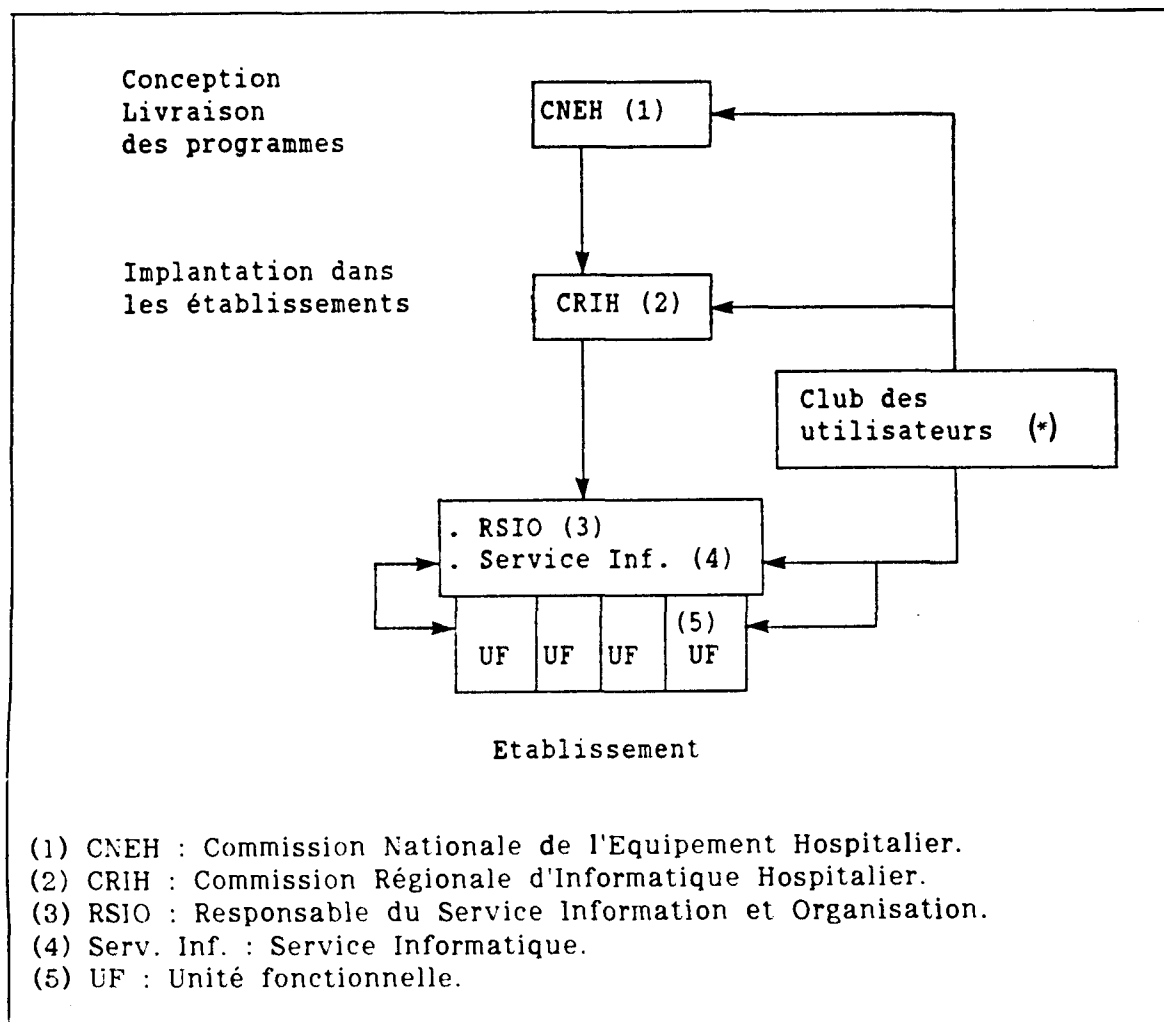 Conception
Livraison
des programmes
CNEH (1)
Implantation dans
les établissements
CRIH (2)
Club des
utilisateurs (*)
. RSIO (3)
. Service Inf. (4)
(5)
UF UF UF UF
Etablissement
(1) CNEH : Commission Nationale de l'Equipement Hospitalier.
(2) CRIH : Commission Régionale d'Informatique Hospitalier.
(3) RSIO : Responsable du Service Information et Organisation.
(4) Serv. Inf. : Service Informatique.
(5) UF : Unité fonctionnelle.